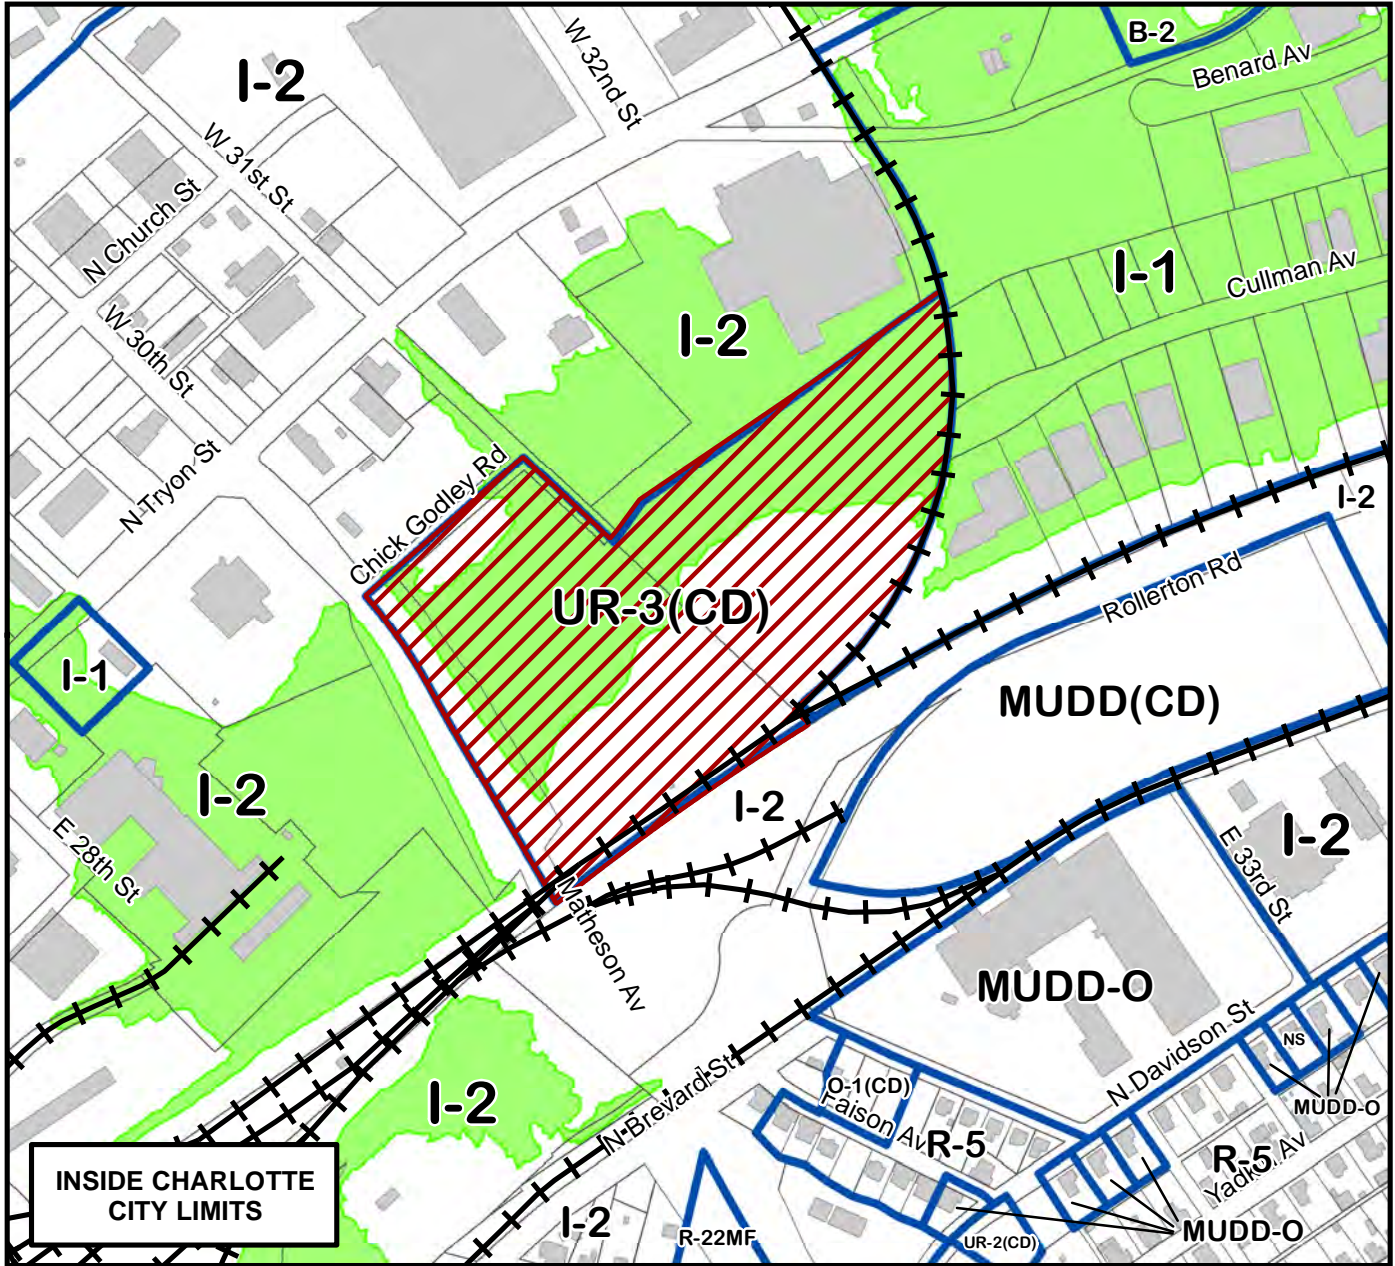 B-2
I-2
W 32nd St
Benard Av
W 31st St
N Church St
I-1
Cullman Av
W 30th St
I-2
N Tryon St
Chick Godley Rd
I-2
Rollerton Rd
UR-3(CD)
I-1
MUDD(CD)
I-2
I-2
E 28th St
E 33rd St
I-2
Matheson Av
MUDD-O
N Davidson St
NS
O-1(CD)
MUDD-O
I-2
N Brevard St
Faison Av
R-5
R-5
Yadkin Av
INSIDE CHARLOTTE
CITY LIMITS
I-2
R-22MF
UR-2(CD)
MUDD-O